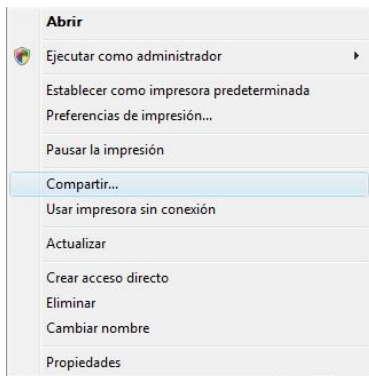 Abrir
Ejecutar como administrador
Establecer como impresora predeterminada
Preferencias de impresión...
Pausar la impresión
Compartir...
Usar impresora sin conexión
Actualizar
Crear acceso directo
Eliminar
Cambiar nombre
Propiedades